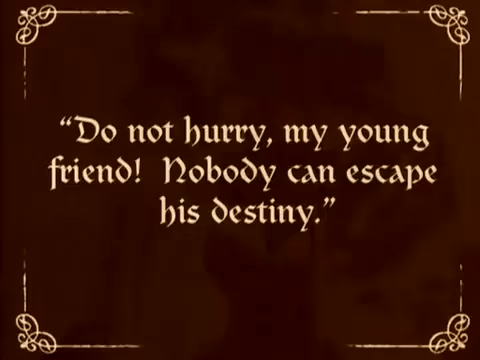 “Do not hurry, my young
friend!  Nobody can escape
his destiny.”